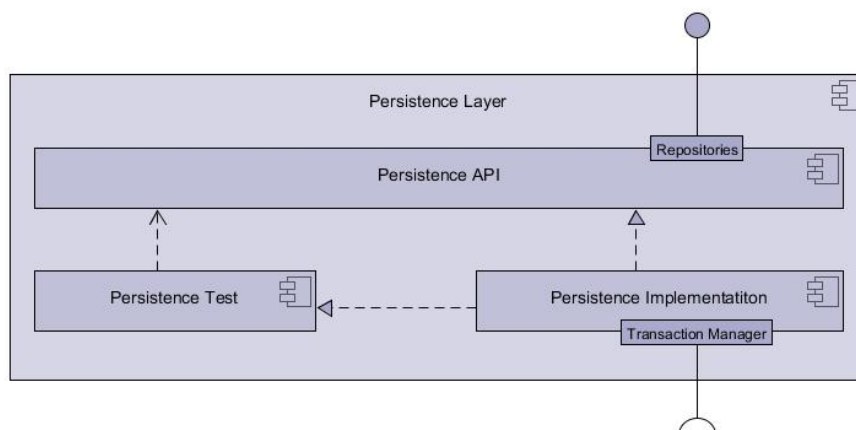 Persistence Layer
Repositories
Persistence API
Persistence Test
Persistence Implementatiton
Transaction Manager